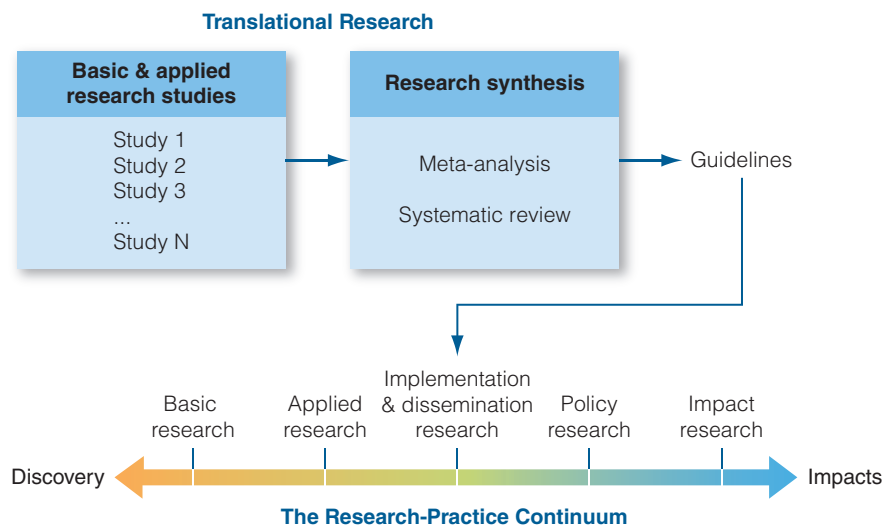 Translational Research
Basic & applied
research studies
Study 1
Study 2
Study 3
...
Study N
Research synthesis
Meta-analysis
Systematic review
Guidelines
Basic
research
Applied
research
Implementation
& dissemination
research
Policy
research
Impact
research
Discovery
Impacts
The Research-Practice Continuum